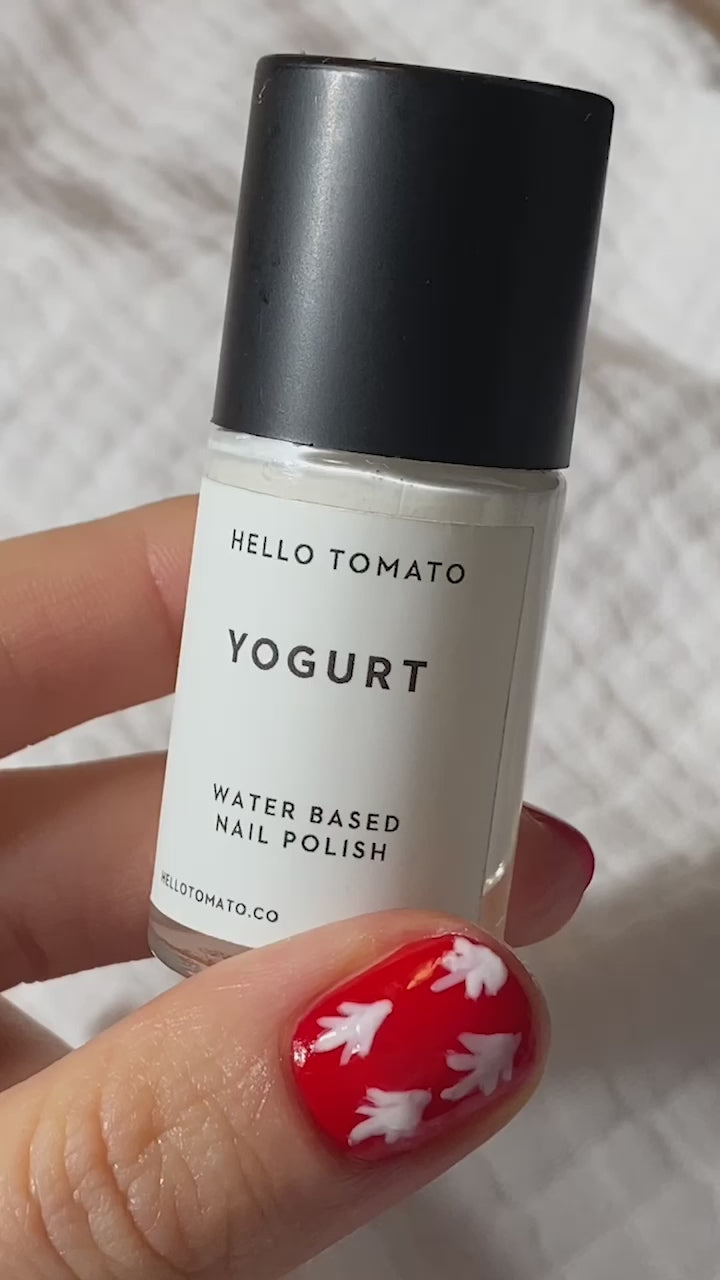 HELLO TOMATO
YOGURT
WATER BASED
NAIL POLISH
HELLOTOMATO.CO